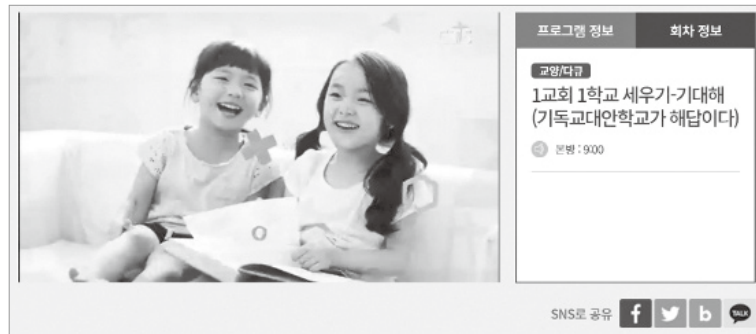 cts
프로그램 정보
회차 정보
교양/다큐
1교회 1학교 세우기-기대해
(기독교대안학교가 해답이다)
본방 : 9:00
SNS로 공유
f
b
TALK